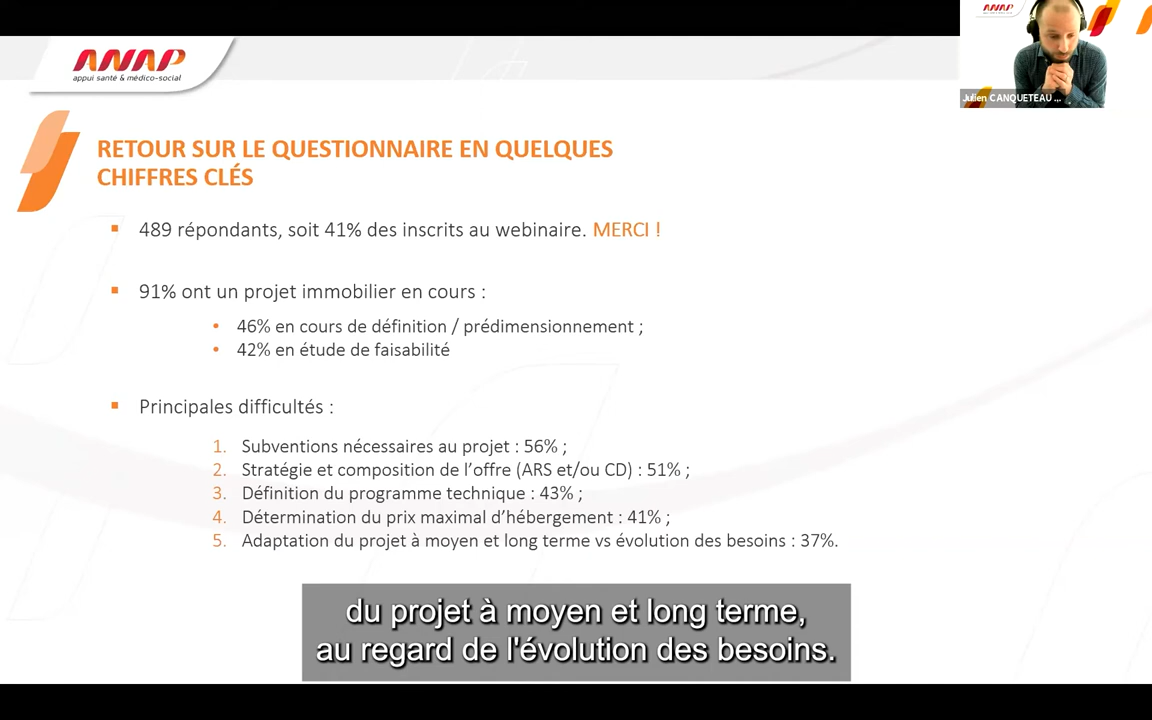 ANAP
appui santé & médico-social
ANAP
Julien CANQUETEAU ...
RETOUR SUR LE QUESTIONNAIRE EN QUELQUES
CHIFFRES CLÉS
▪ 489 répondants, soit 41% des inscrits au webinaire. MERCI !
▪ 91% ont un projet immobilier en cours :
• 46% en cours de définition / prédimensionnement ;
• 42% en étude de faisabilité
▪ Principales difficultés :
1. Subventions nécessaires au projet : 56% ;
2. Stratégie et composition de l’offre (ARS et/ou CD) : 51% ;
3. Définition du programme technique : 43% ;
4. Détermination du prix maximal d’hébergement : 41% ;
5. Adaptation du projet à moyen et long terme vs évolution des besoins : 37%.
du projet à moyen et long terme,
au regard de l'évolution des besoins.